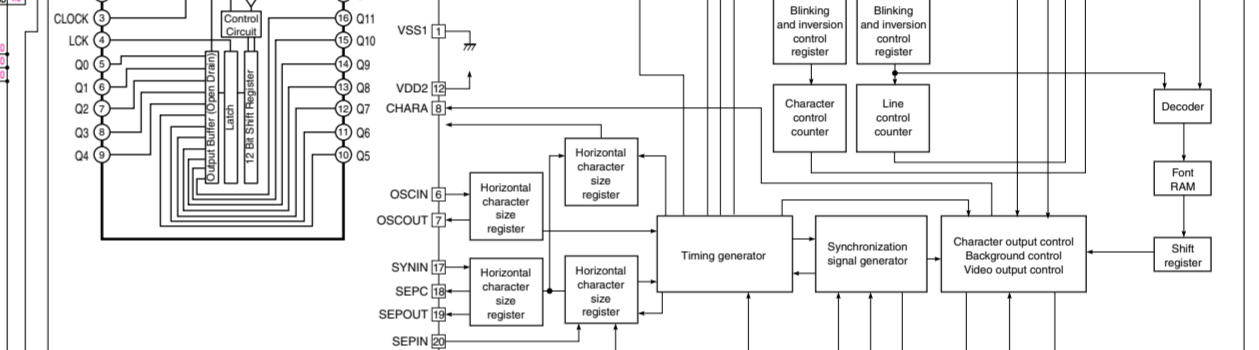 CLOCK 3
LCK 4
Q0 5
Q1 6
Q2 7
Q3 8
Q4 9
Control
Circuit
Output Buffer (Open Drain)
Latch
12 Bit Shift Register
16 Q11
15 Q10
14 Q9
13 Q8
12 Q7
11 Q6
10 Q5
VSS1 1
VDD2 12
CHARA 8
OSCIN 6
OSCOUT 7
SYNIN 17
SEPC 18
SEPOUT 19
SEPIN 20
Horizontal
character
size
register
Horizontal
character
size
register
Horizontal
character
size
register
Horizontal
character
size
register
Timing generator
Blinking
and inversion
control
register
Blinking
and inversion
control
register
Character
control
counter
Line
control
counter
Synchronization
signal generator
Character output control
Background control
Video output control
Decoder
Font
RAM
Shift
register